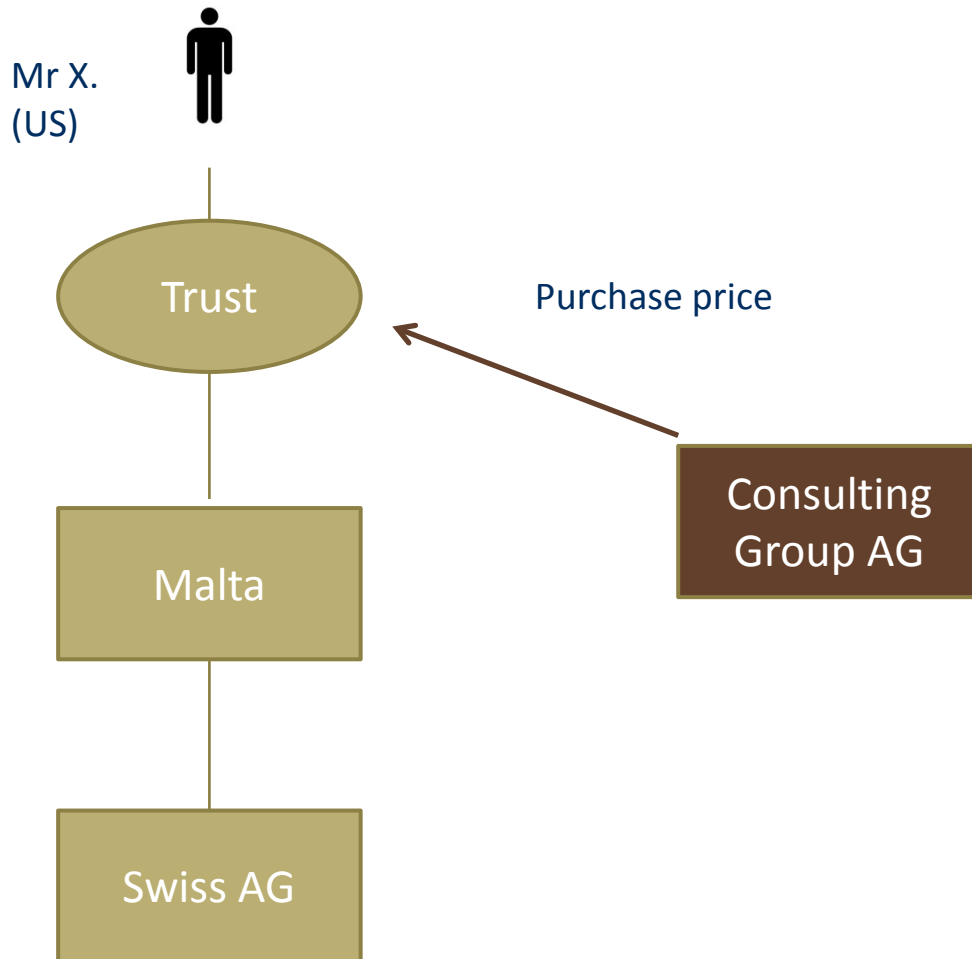 Mr X.
(US)
Trust
Purchase price
Consulting
Group AG
Malta
Swiss AG